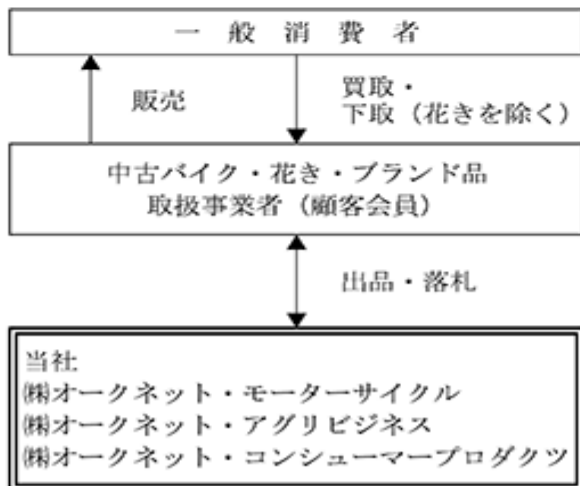 一般消費者
販売
買取・
下取（花きを除く）
中古バイク・花き・ブランド品
取扱事業者（顧客会員）
出品・落札
当社
㈱オークネット・モーターサイクル
㈱オークネット・アグリビジネス
㈱オークネット・コンシューマープロダクツ